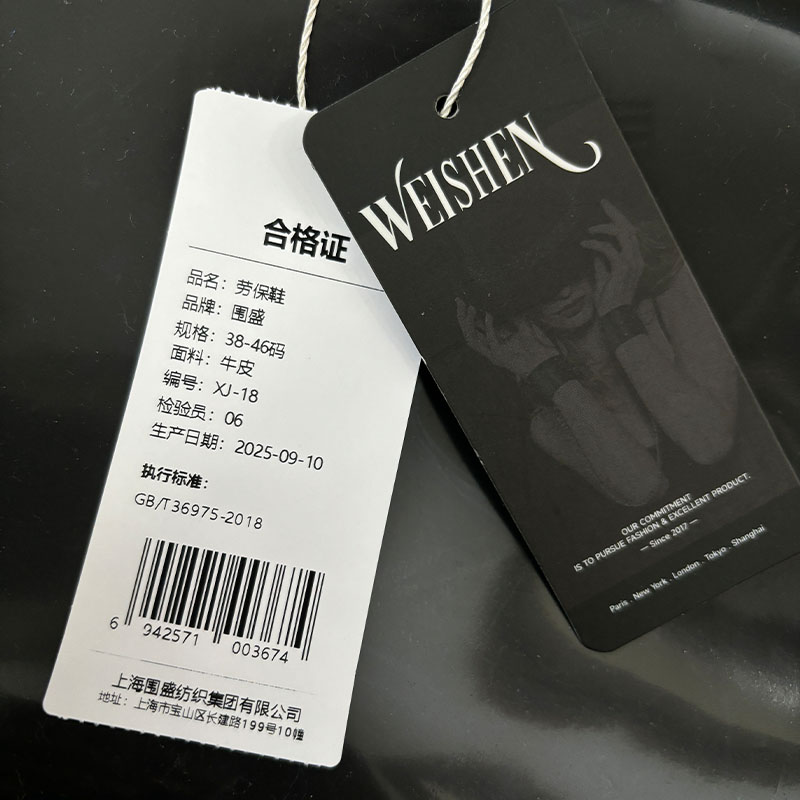 合格证
品名：劳保鞋
品牌：围盛
规格：38-46码
面料：牛皮
编号：XJ-18
检验员：06
生产日期：2025-09-10
执行标准：
GB/T36975-2018
6 942571 003674
上海围盛纺织集团有限公司
地址：上海市宝山区长建路199号10幢
WEISHEN
OUR COMMITMENT
IS TO PURSUE FASHION & EXCELLENT PRODUCT.
— Since 2017 —
Paris . New York . London . Tokyo . Shanghai